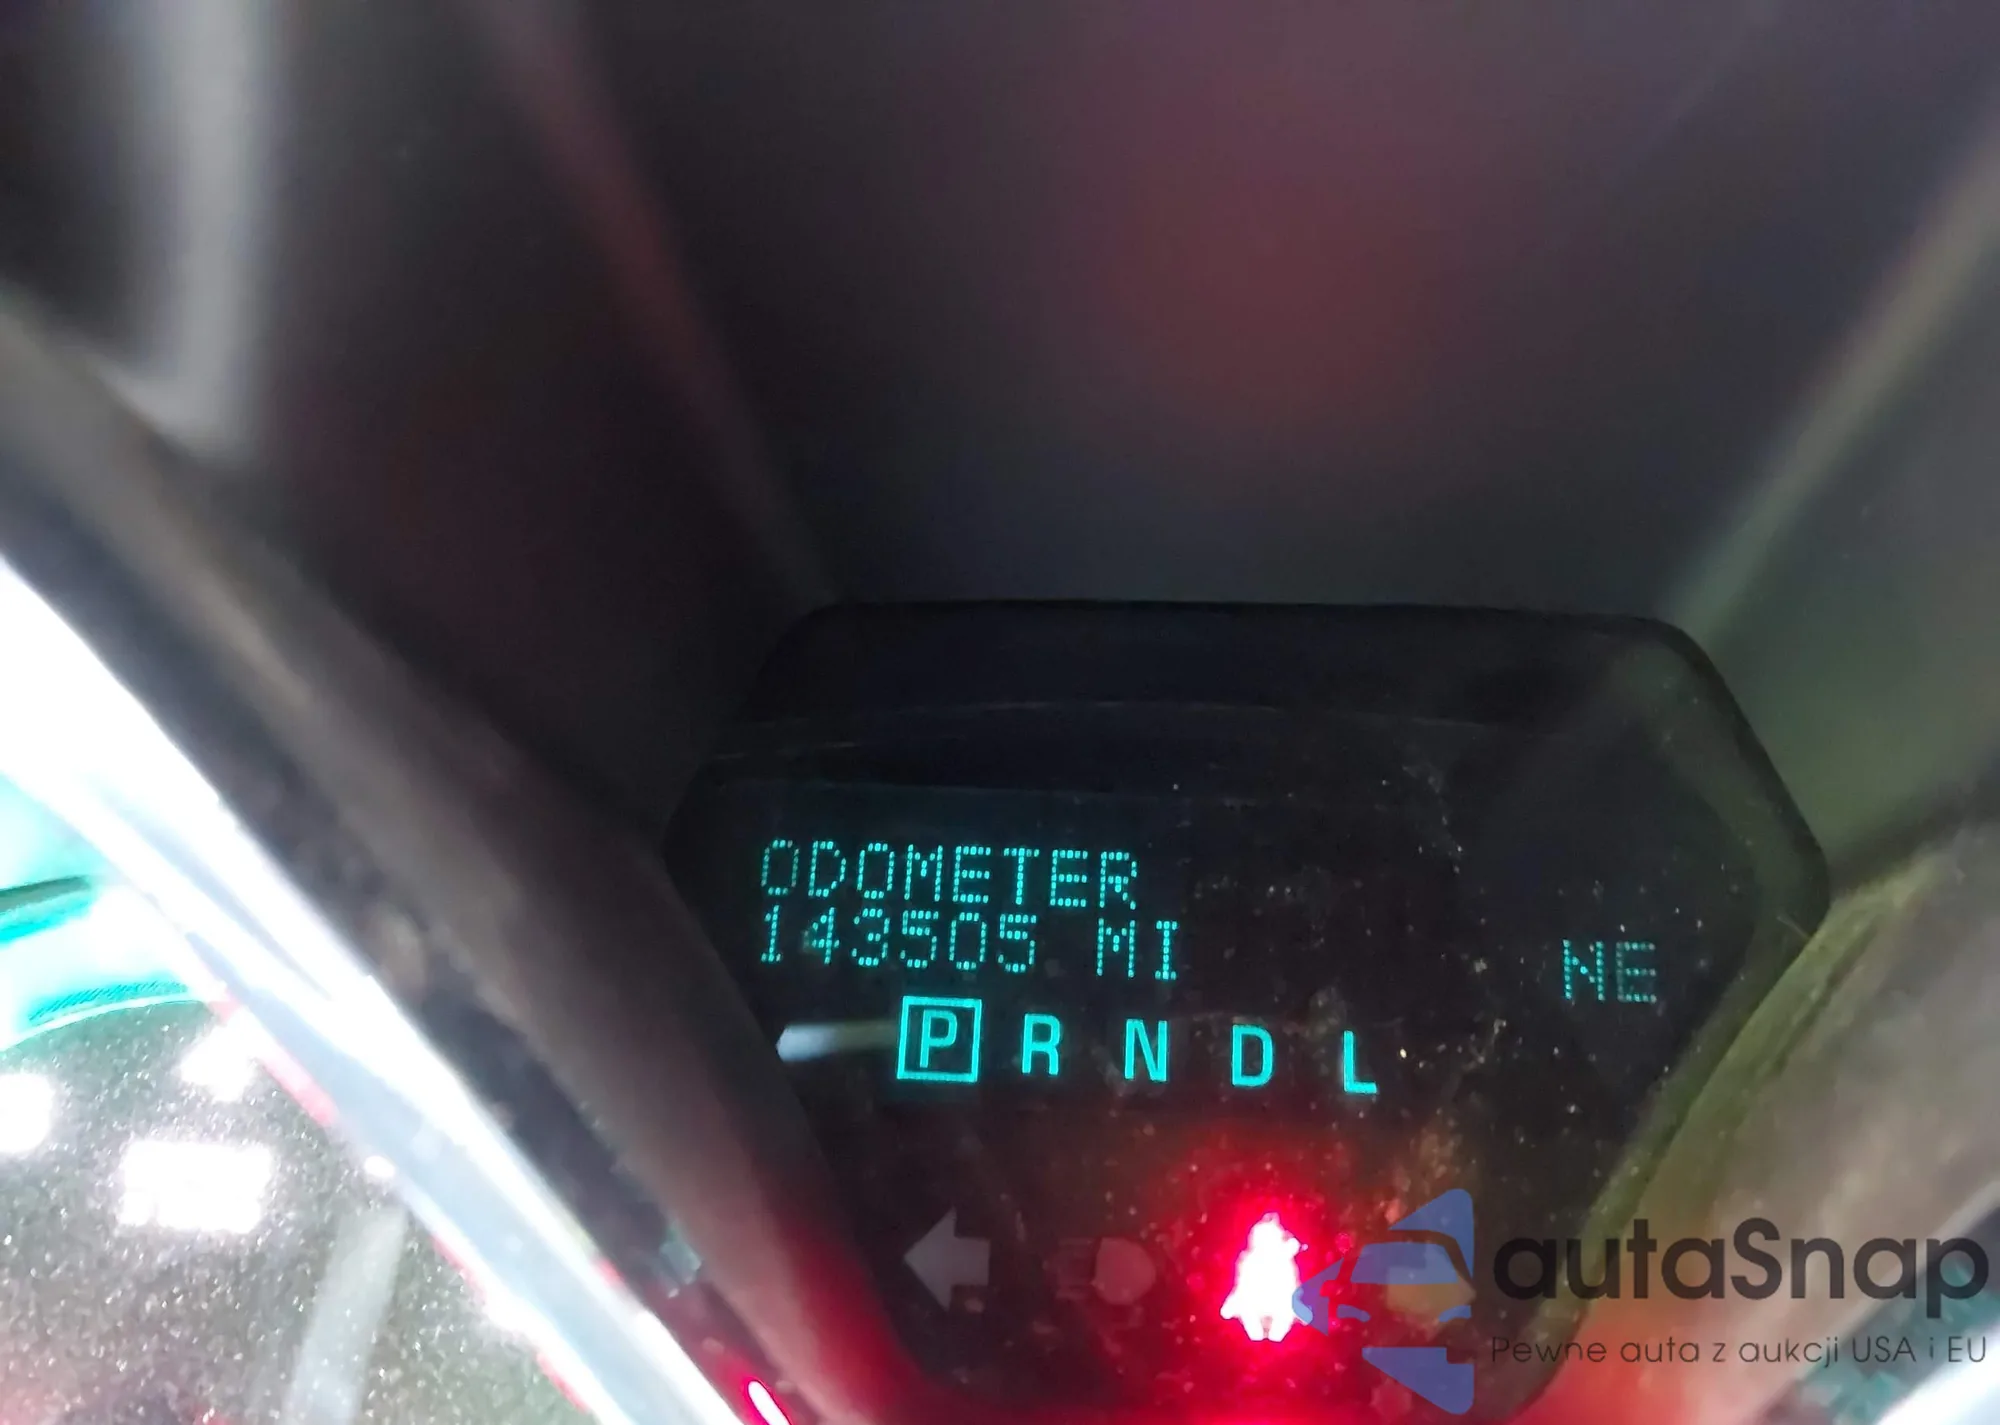 ODOMETER
143505 MI
NE
P R N D L
autaSnap
Pewne auta z aukcji USA i EU